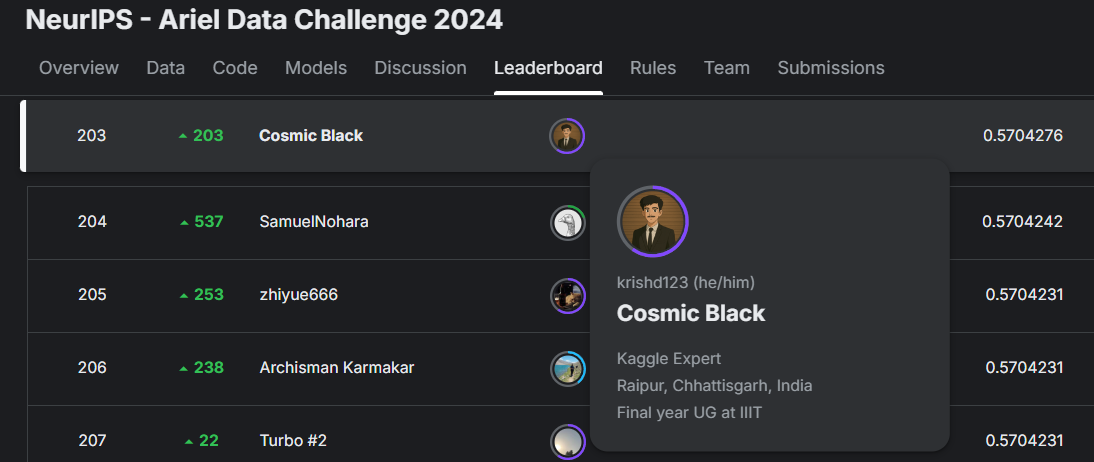 NeurIPS - Ariel Data Challenge 2024
Overview Data Code Models Discussion Leaderboard Rules Team Submissions
203 203 Cosmic Black 0.5704276
204 537 SamuelNohara 0.5704242
205 253 zhiyue666 0.5704231
206 238 Archisman Karmakar 0.5704231
207 22 Turbo #2 0.5704231
krishd123 (he/him)
Cosmic Black
Kaggle Expert
Raipur, Chhattisgarh, India
Final year UG at IIIT